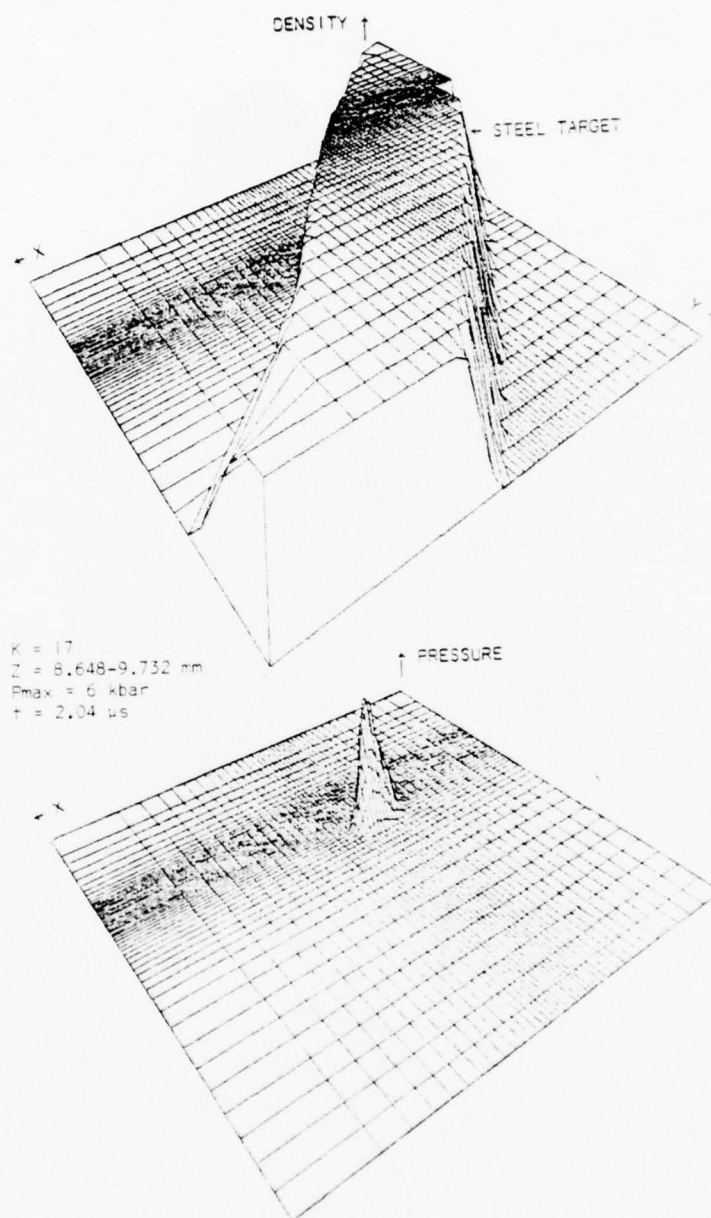 DENSITY ↑
← STEEL TARGET
← X
K = 17
Z = 8.648-9.732 mm
Pmax = 6 kbar
t = 2.04 μs
↑ PRESSURE
← X